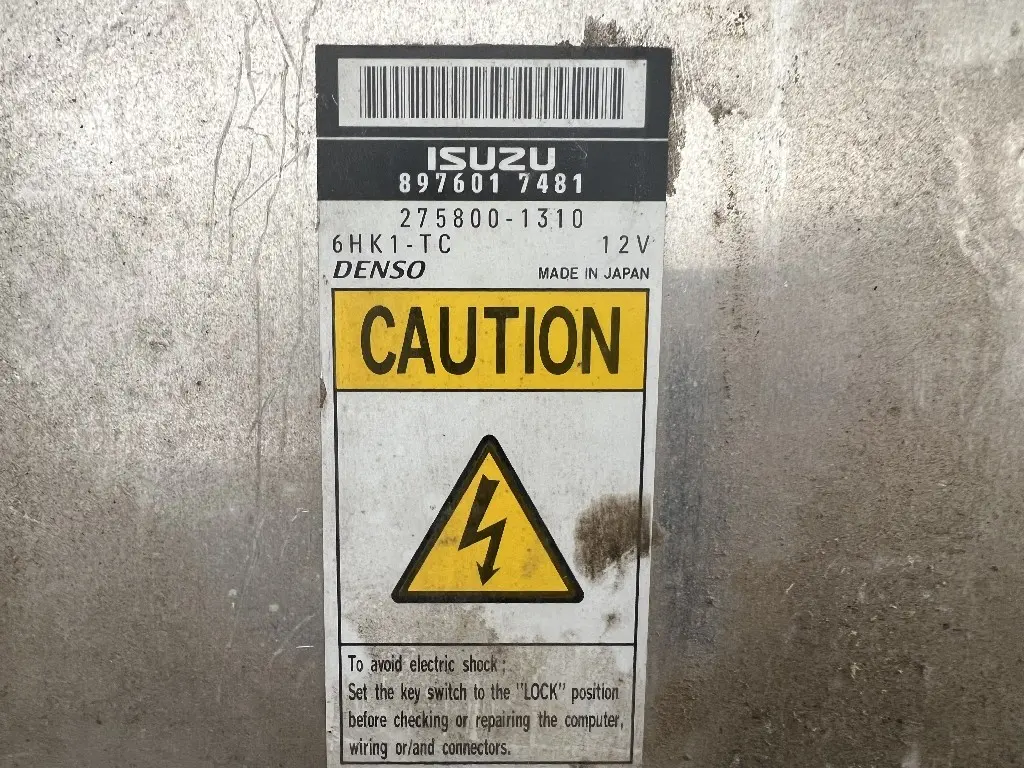 ISUZU
897601 7481
275800-1310
6HK1-TC 12V
DENSO MADE IN JAPAN
CAUTION
To avoid electric shock ;
Set the key switch to the "LOCK" position
before checking or repairing the computer,
wiring or/and connectors.